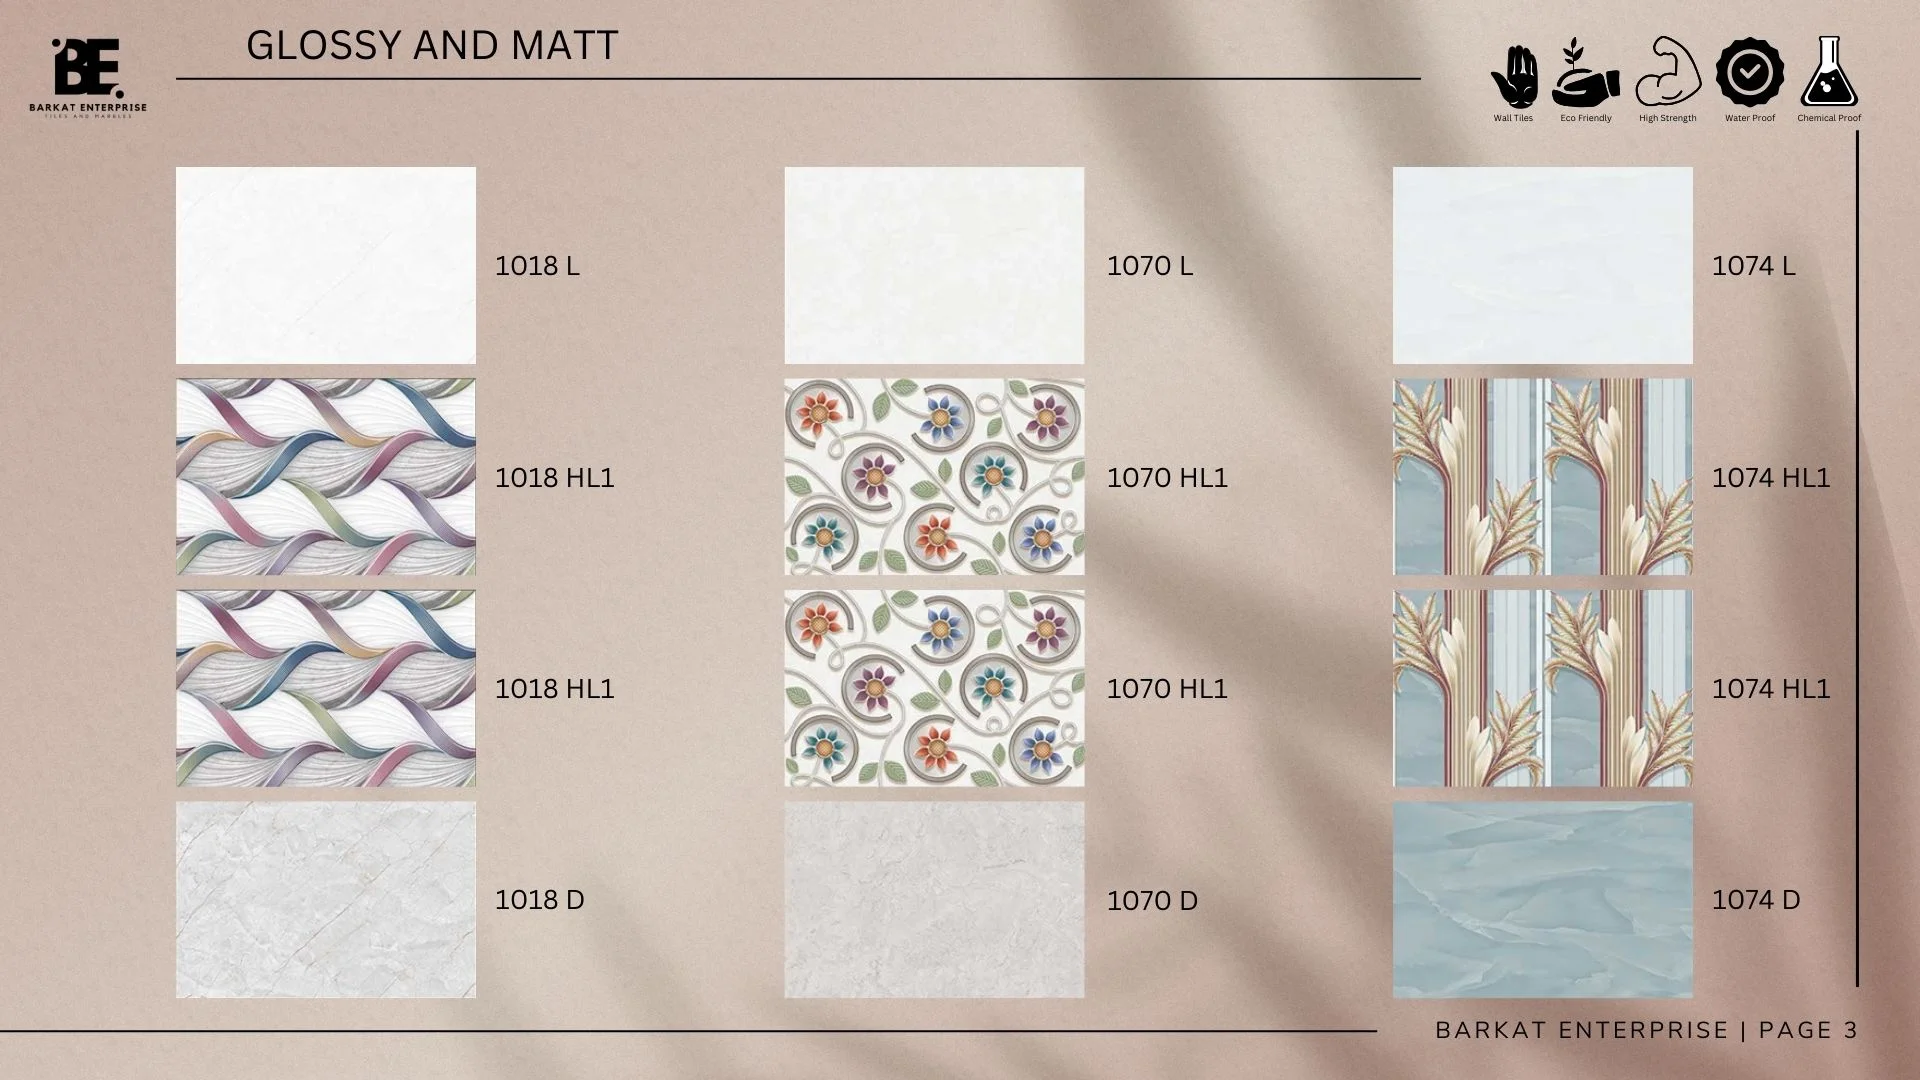 BE.
BARKAT ENTERPRISE
TILES AND MARBLES
GLOSSY AND MATT
Wall Tiles
Eco Friendly
High Strength
Water Proof
Chemical Proof
1018 L
1070 L
1074 L
1018 HL1
1070 HL1
1074 HL1
1018 HL1
1070 HL1
1074 HL1
1018 D
1070 D
1074 D
BARKAT ENTERPRISE | PAGE 3